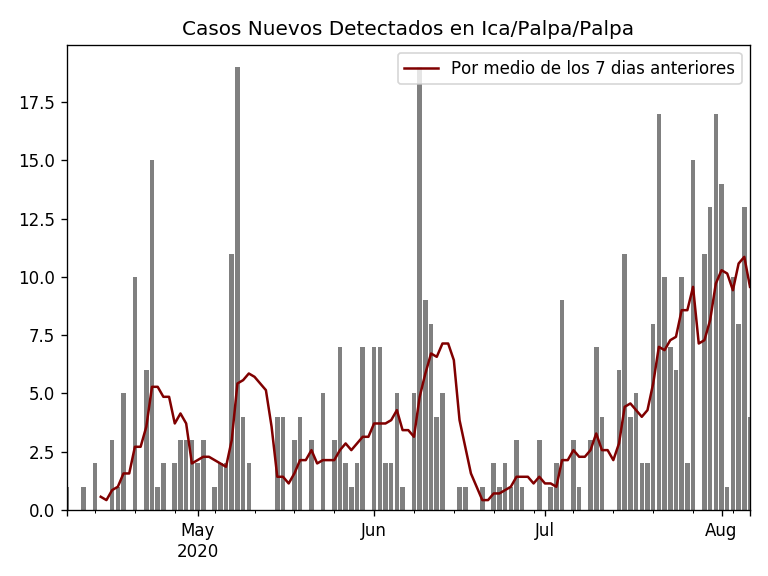 Casos Nuevos Detectados en Ica/Palpa/Palpa
Por medio de los 7 dias anteriores
17.5
15.0
12.5
10.0
7.5
5.0
2.5
0.0
May
2020
Jun
Jul
Aug